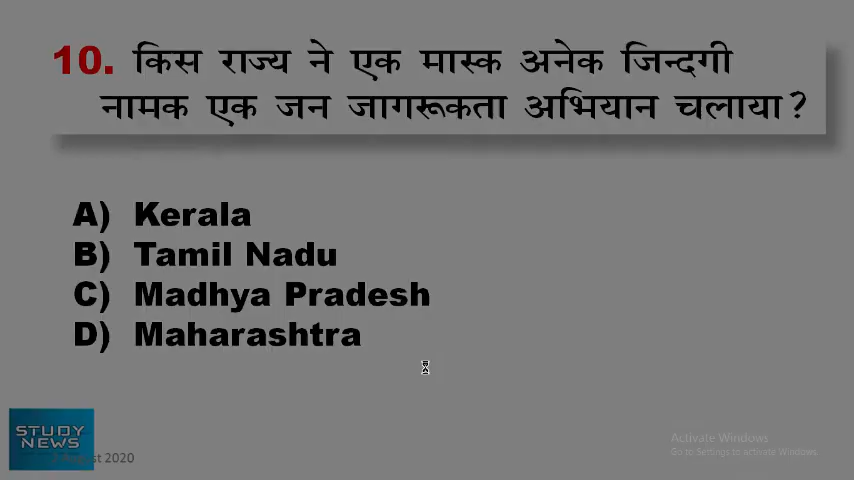 10. किस राज्य ने एक मास्क अनेक जिन्दगी
नामक एक जन जागरूकता अभियान चलाया?
A) Kerala
B) Tamil Nadu
C) Madhya Pradesh
D) Maharashtra
STUDY
NEWS
August 2020
Activate Windows
Go to Settings to activate Windows.